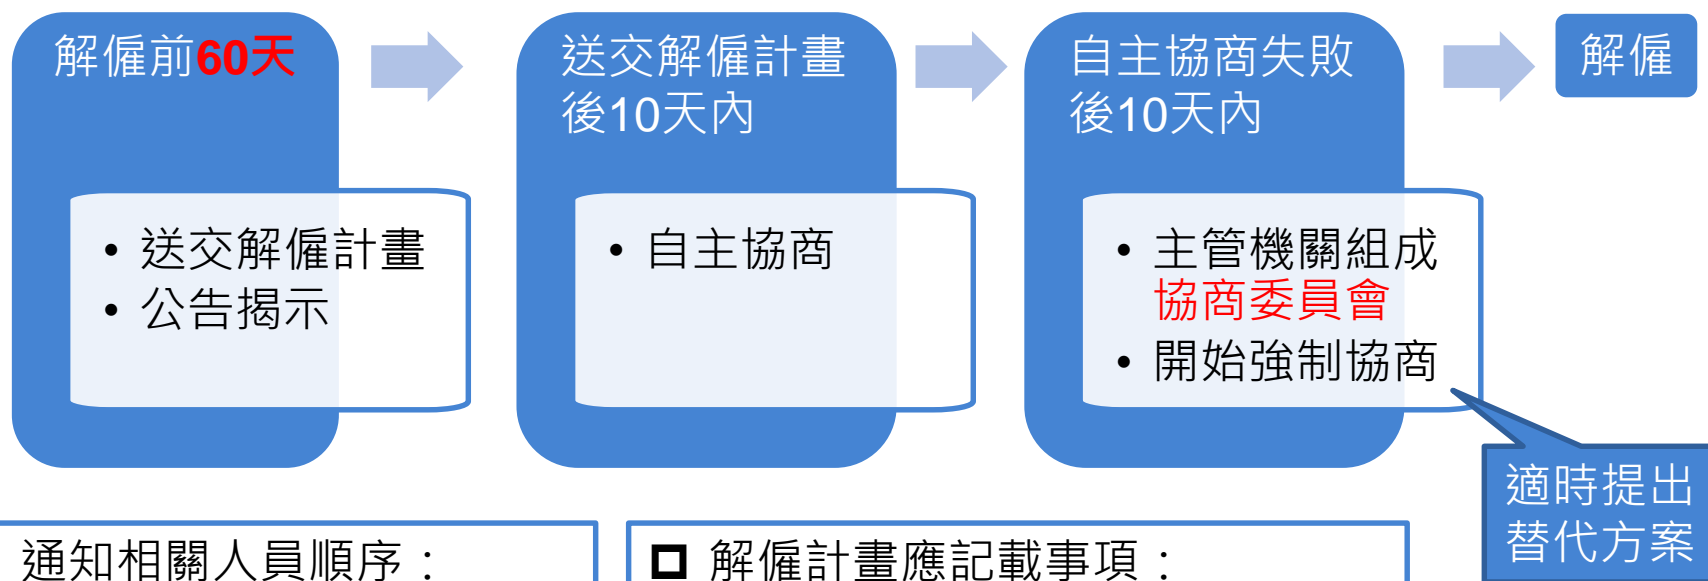 解僱前60天
• 送交解僱計畫
• 公告揭示
送交解僱計畫
後10天內
• 自主協商
自主協商失敗
後10天內
• 主管機關組成
協商委員會
• 開始強制協商
解僱
適時提出
替代方案
通知相關人員順序：
解僱計畫應記載事項：